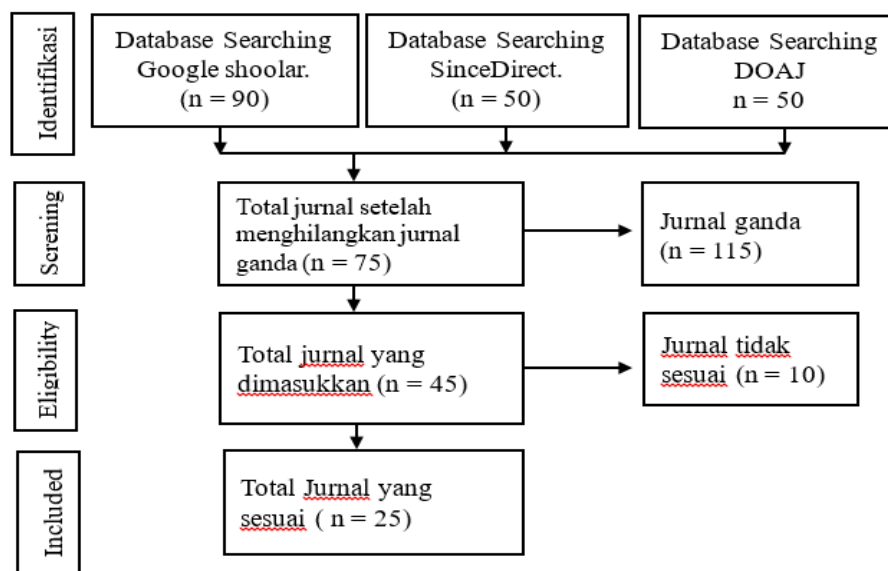 Identifikasi
Database Searching
Google shoolar.
(n = 90)
Database Searching
SinceDirect.
(n = 50)
Database Searching
DOAJ
n = 50
Screning
Total jurnal setelah
menghilangkan jurnal
ganda (n = 75)
Jurnal ganda
(n = 115)
Eligibility
Total jurnal yang
dimasukkan (n = 45)
Jurnal tidak
sesuai (n = 10)
Included
Total Jurnal yang
sesuai ( n = 25)